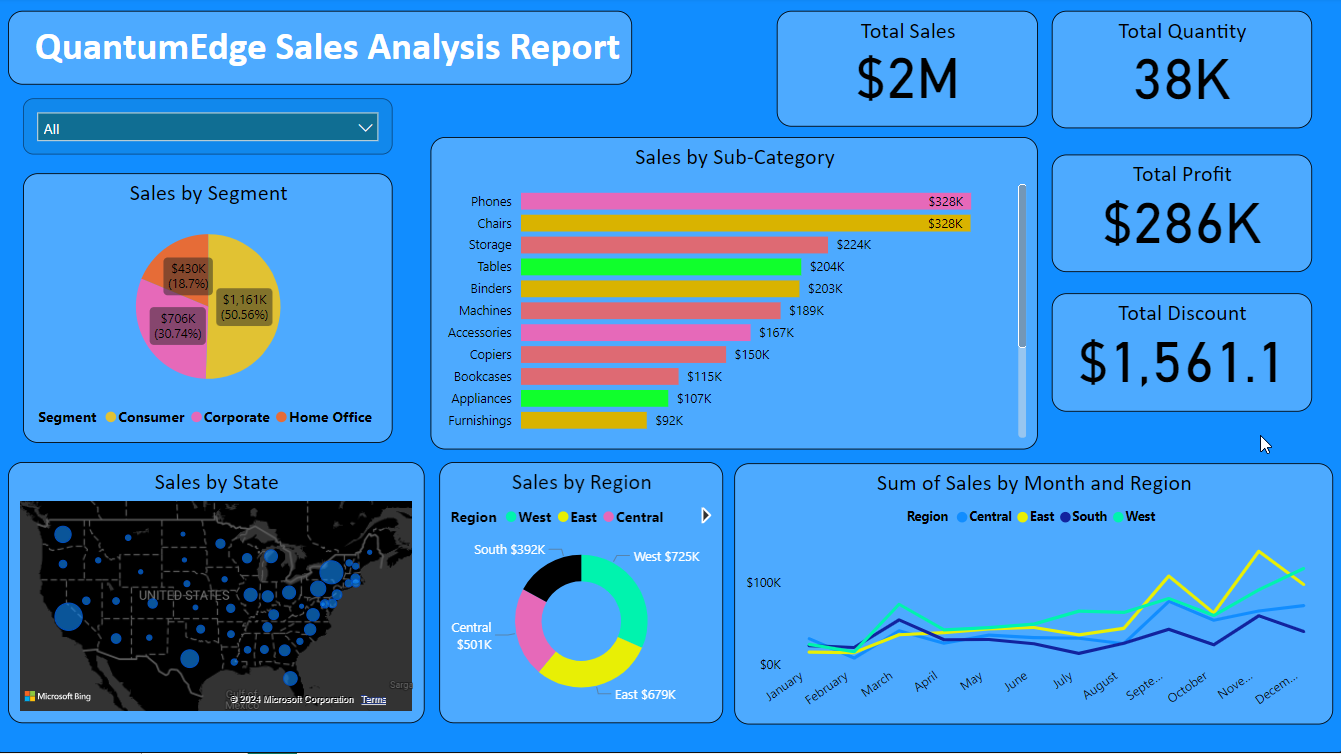 QuantumEdge Sales Analysis Report
Total Sales
$2M
Total Quantity
38K
All
Sales by Segment
$430K
(18.7%)
$1,161K
(50.56%)
$706K
(30.74%)
Segment Consumer Corporate Home Office
Sales by Sub-Category
Phones $328K
Chairs $328K
Storage $224K
Tables $204K
Binders $203K
Machines $189K
Accessories $167K
Copiers $150K
Bookcases $115K
Appliances $107K
Furnishings $92K
Total Profit
$286K
Total Discount
$1,561.1
Sales by State
UNITED STATES
Gulf of
Mexico
Sarga
Microsoft Bing
© 2024 Microsoft Corporation Terms
Sales by Region
Region West East Central
South $392K
West $725K
Central
$501K
East $679K
Sum of Sales by Month and Region
Region Central East South West
$100K
$0K
January
February
March
April
May
June
July
August
Septe...
October
Nove...
Decem...